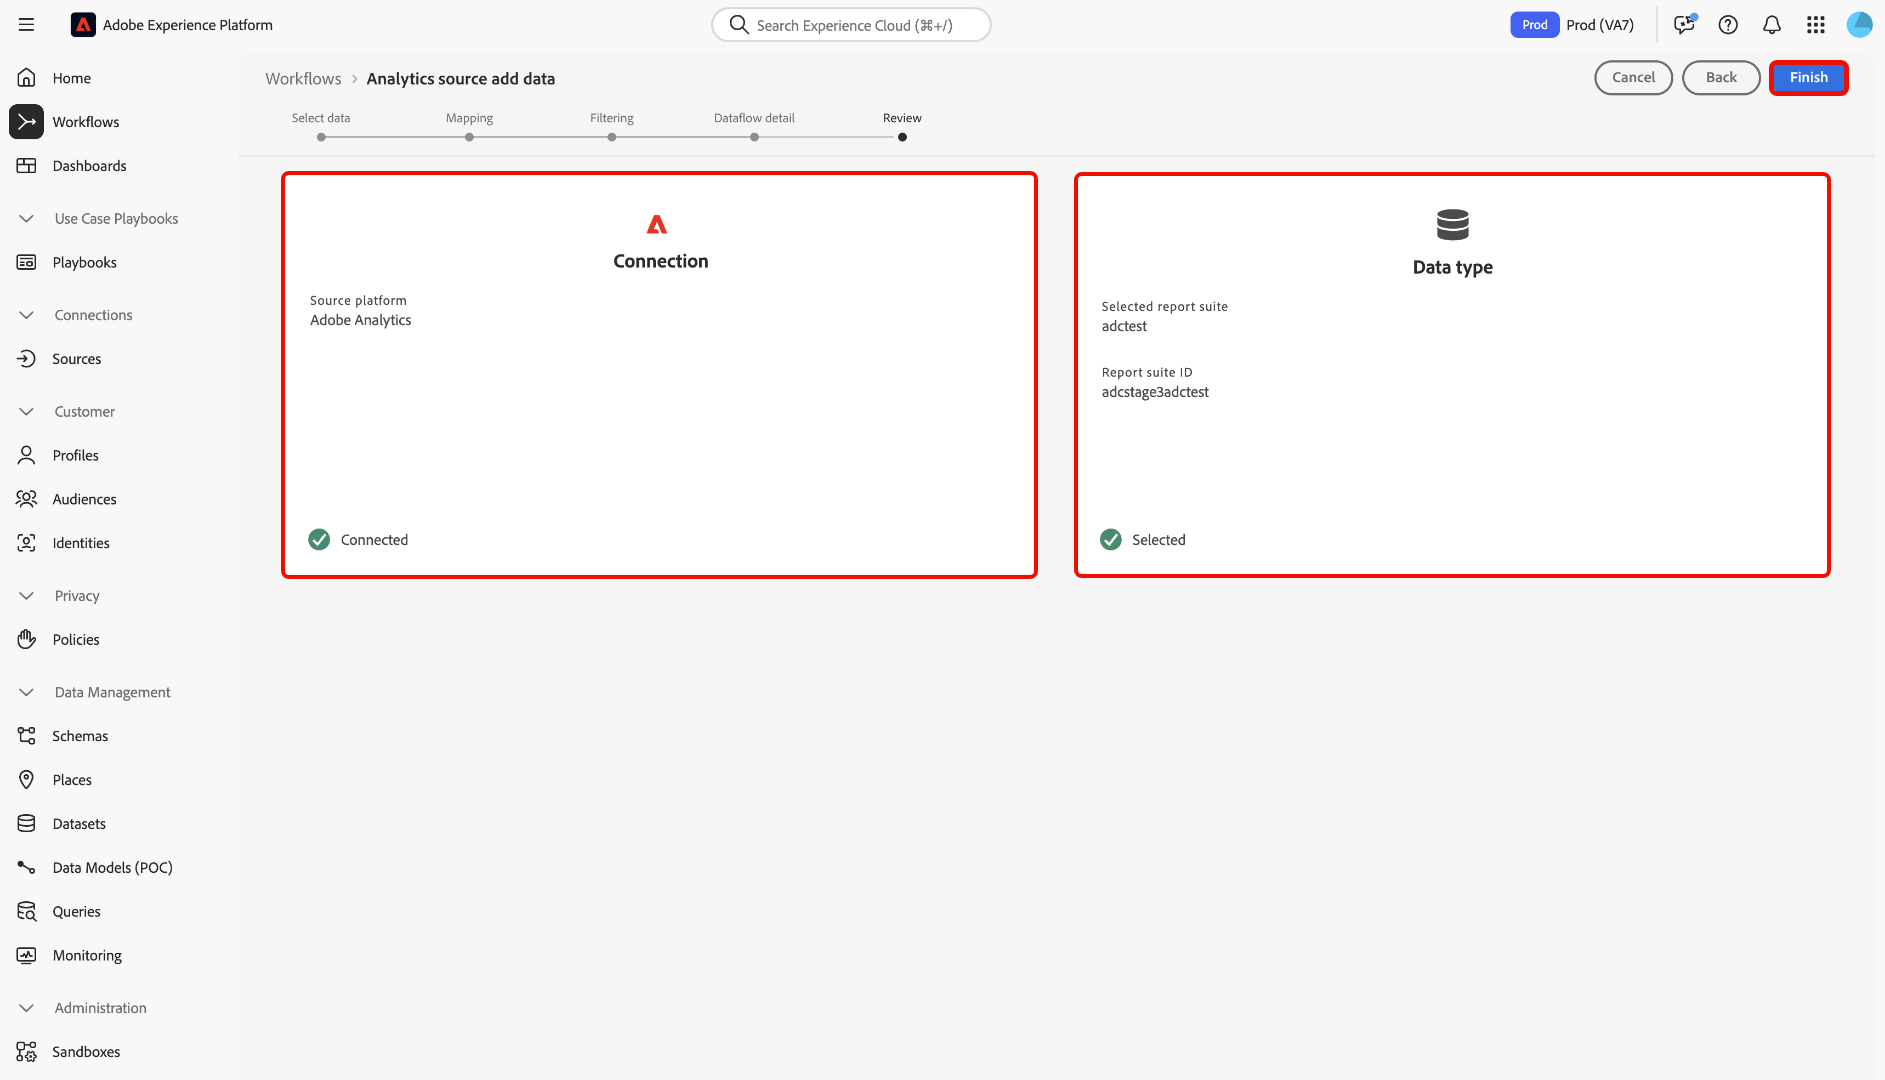 Adobe Experience Platform
Search Experience Cloud (⌘+/)
Prod
Prod (VA7)
Home
Workflows
Dashboards
Use Case Playbooks
Playbooks
Connections
Sources
Customer
Profiles
Audiences
Identities
Privacy
Policies
Data Management
Schemas
Places
Datasets
Data Models (POC)
Queries
Monitoring
Administration
Sandboxes
Workflows > Analytics source add data
Cancel
Back
Finish
Select data
Mapping
Filtering
Dataflow detail
Review
Connection
Source platform
Adobe Analytics
Connected
Data type
Selected report suite
adctest
Report suite ID
adcstage3adctest
Selected